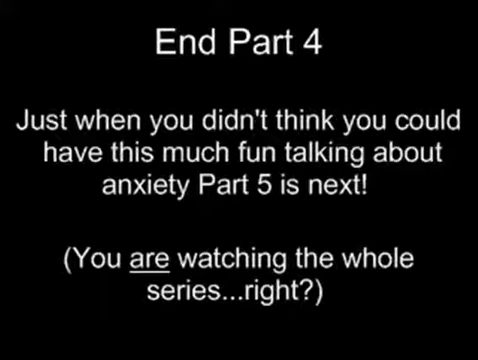 End Part 4
Just when you didn't think you could
have this much fun talking about
anxiety Part 5 is next!
(You are watching the whole
series...right?)